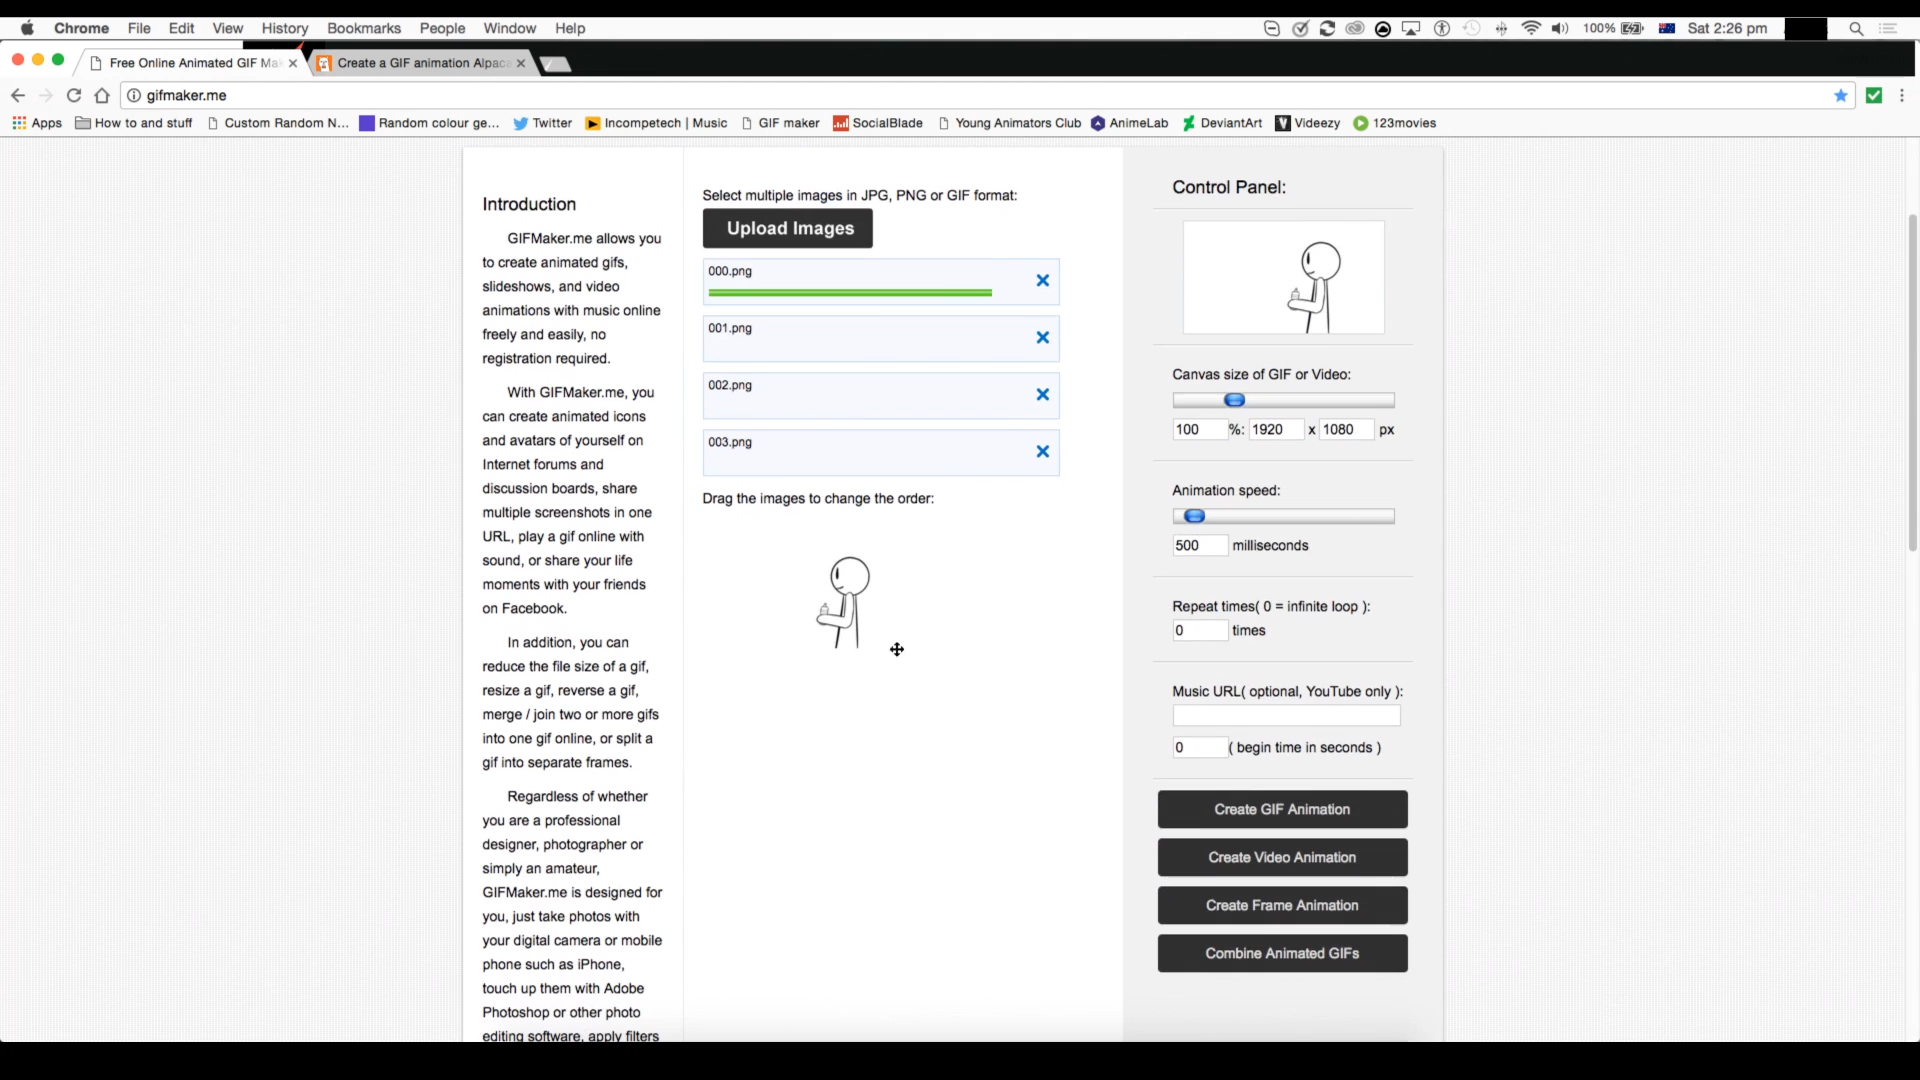 Chrome File Edit View History Bookmarks People Window Help 100% Sat 2:26 pm
Free Online Animated GIF Mak Create a GIF animation Alpaca
gifmaker.me
Apps How to and stuff Custom Random N... Random colour ge... Twitter Incompetech | Music GIF maker SocialBlade Young Animators Club AnimeLab DeviantArt Videezy 123movies
Introduction
GIFMaker.me allows you
to create animated gifs,
slideshows, and video
animations with music online
freely and easily, no
registration required.
With GIFMaker.me, you
can create animated icons
and avatars of yourself on
Internet forums and
discussion boards, share
multiple screenshots in one
URL, play a gif online with
sound, or share your life
moments with your friends
on Facebook.
In addition, you can
reduce the file size of a gif,
resize a gif, reverse a gif,
merge / join two or more gifs
into one gif online, or split a
gif into separate frames.
Regardless of whether
you are a professional
designer, photographer or
simply an amateur,
GIFMaker.me is designed for
you, just take photos with
your digital camera or mobile
phone such as iPhone,
touch up them with Adobe
Photoshop or other photo
editing software, apply filters
Select multiple images in JPG, PNG or GIF format:
Upload Images
000.png
001.png
002.png
003.png
Drag the images to change the order:
Control Panel:
Canvas size of GIF or Video:
100 %: 1920 x 1080 px
Animation speed:
500 milliseconds
Repeat times( 0 = infinite loop ):
0 times
Music URL( optional, YouTube only ):
0 ( begin time in seconds )
Create GIF Animation
Create Video Animation
Create Frame Animation
Combine Animated GIFs